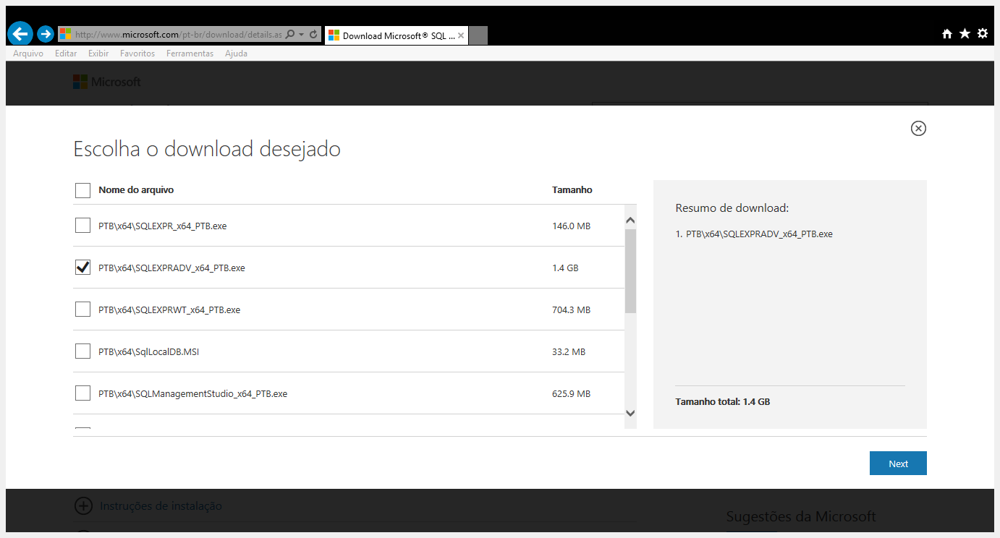 http://www.microsoft.com/pt-br/download/details.as
Download Microsoft® SQL ...
Arquivo Editar Exibir Favoritos Ferramentas Ajuda
Microsoft
Escolha o download desejado
Nome do arquivo Tamanho
PTB\x64\SQLEXPR_x64_PTB.exe 146.0 MB
PTB\x64\SQLEXPRADV_x64_PTB.exe 1.4 GB
PTB\x64\SQLEXPRWT_x64_PTB.exe 704.3 MB
PTB\x64\SqlLocalDB.MSI 33.2 MB
PTB\x64\SQLManagementStudio_x64_PTB.exe 625.9 MB
Resumo de download:
1. PTB\x64\SQLEXPRADV_x64_PTB.exe
Tamanho total: 1.4 GB
Next
Instruções de instalação
Sugestões da Microsoft